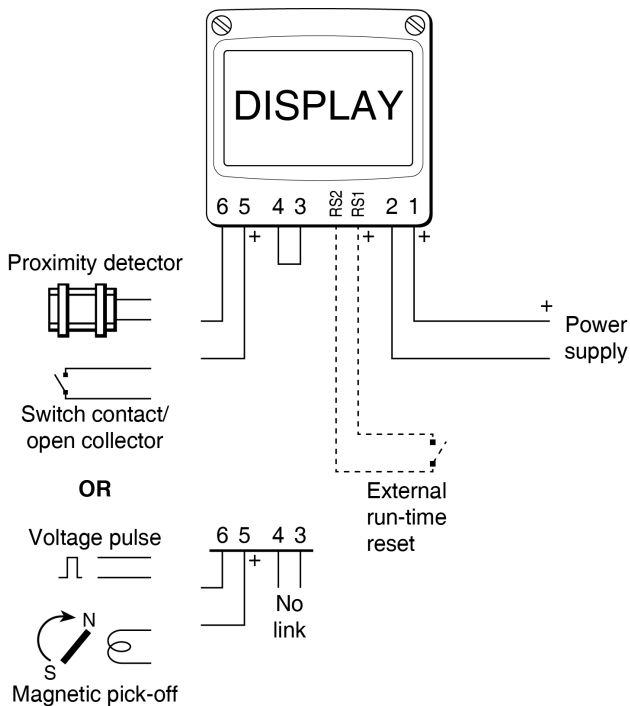 DISPLAY
6 5 4 3 RS2 RS1 2 1
+ + +
Proximity detector
+
Power
supply
Switch contact/
open collector
OR
External
run-time
reset
Voltage pulse
6 5 4 3
+
No
link
N
S
Magnetic pick-off